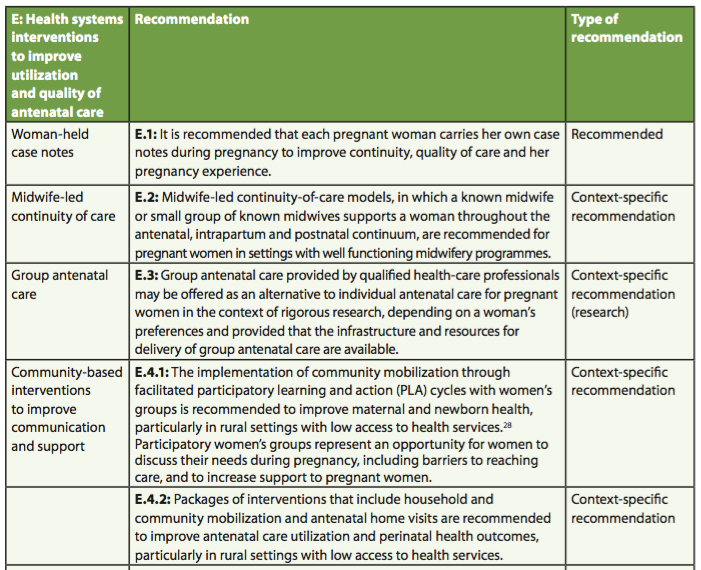 E: Health systems
interventions
to improve
utilization
and quality of
antenatal care
Recommendation
Type of
recommendation
Woman-held
case notes
E.1: It is recommended that each pregnant woman carries her own case
notes during pregnancy to improve continuity, quality of care and her
pregnancy experience.
Recommended
Midwife-led
continuity of care
E.2: Midwife-led continuity-of-care models, in which a known midwife
or small group of known midwives supports a woman throughout the
antenatal, intrapartum and postnatal continuum, are recommended for
pregnant women in settings with well functioning midwifery programmes.
Context-specific
recommendation
Group antenatal
care
E.3: Group antenatal care provided by qualified health-care professionals
may be offered as an alternative to individual antenatal care for pregnant
women in the context of rigorous research, depending on a woman’s
preferences and provided that the infrastructure and resources for
delivery of group antenatal care are available.
Context-specific
recommendation
(research)
Community-based
interventions
to improve
communication
and support
E.4.1: The implementation of community mobilization through
facilitated participatory learning and action (PLA) cycles with women’s
groups is recommended to improve maternal and newborn health,
particularly in rural settings with low access to health services.²⁸
Participatory women’s groups represent an opportunity for women to
discuss their needs during pregnancy, including barriers to reaching
care, and to increase support to pregnant women.
Context-specific
recommendation
E.4.2: Packages of interventions that include household and
community mobilization and antenatal home visits are recommended
to improve antenatal care utilization and perinatal health outcomes,
particularly in rural settings with low access to health services.
Context-specific
recommendation